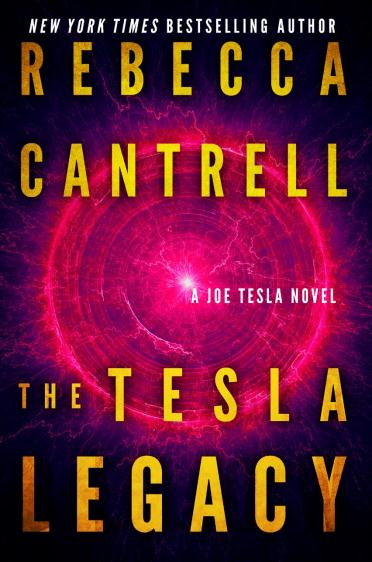 NEW YORK TIMES BESTSELLING AUTHOR
REBECCA
CANTRELL
A JOE TESLA NOVEL
THE TESLA
LEGACY